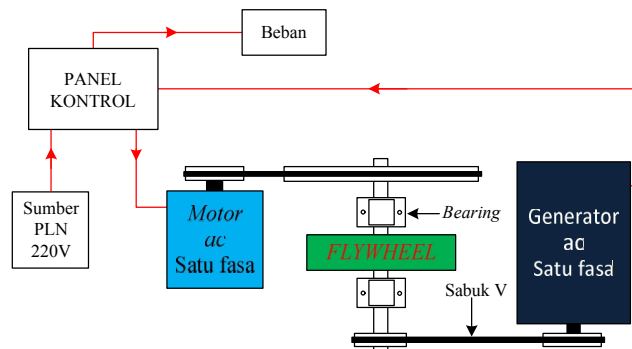 Beban
PANEL
KONTROL
Sumber
PLN
220V
Motor
ac
Satu fasa
Bearing
FLYWHEEL
Generator
ac
Satu fasa
Sabuk V